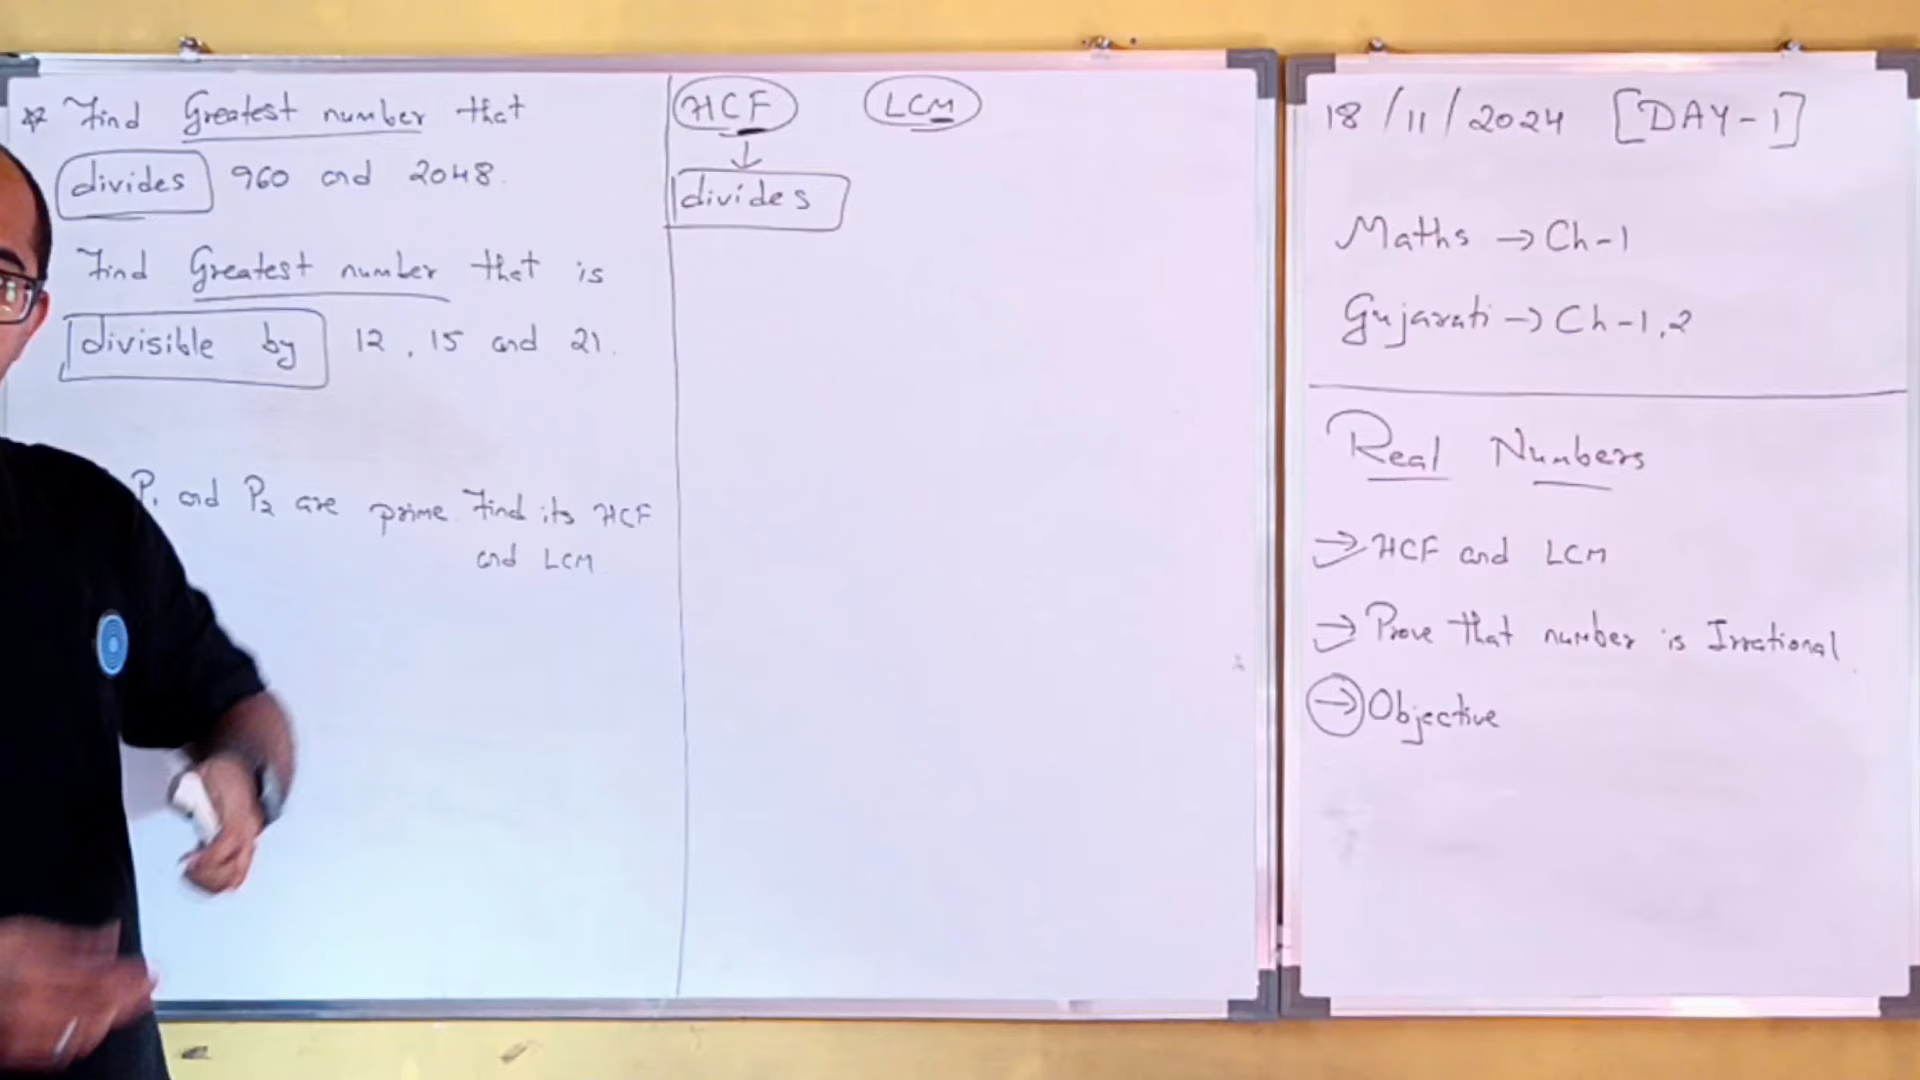 Find Greatest number that
divides 960 and 2048.
Find Greatest number that is
divisible by 12, 15 and 21.
P₁ and P₂ are prime. Find its HCF
and LCM
HCF LCM
↓
divides
18/11/2024 [DAY-1]
Maths → Ch-1
Gujarati → Ch-1,2
Real Numbers
→ HCF and LCM
→ Prove that number is Irrational.
→ Objective